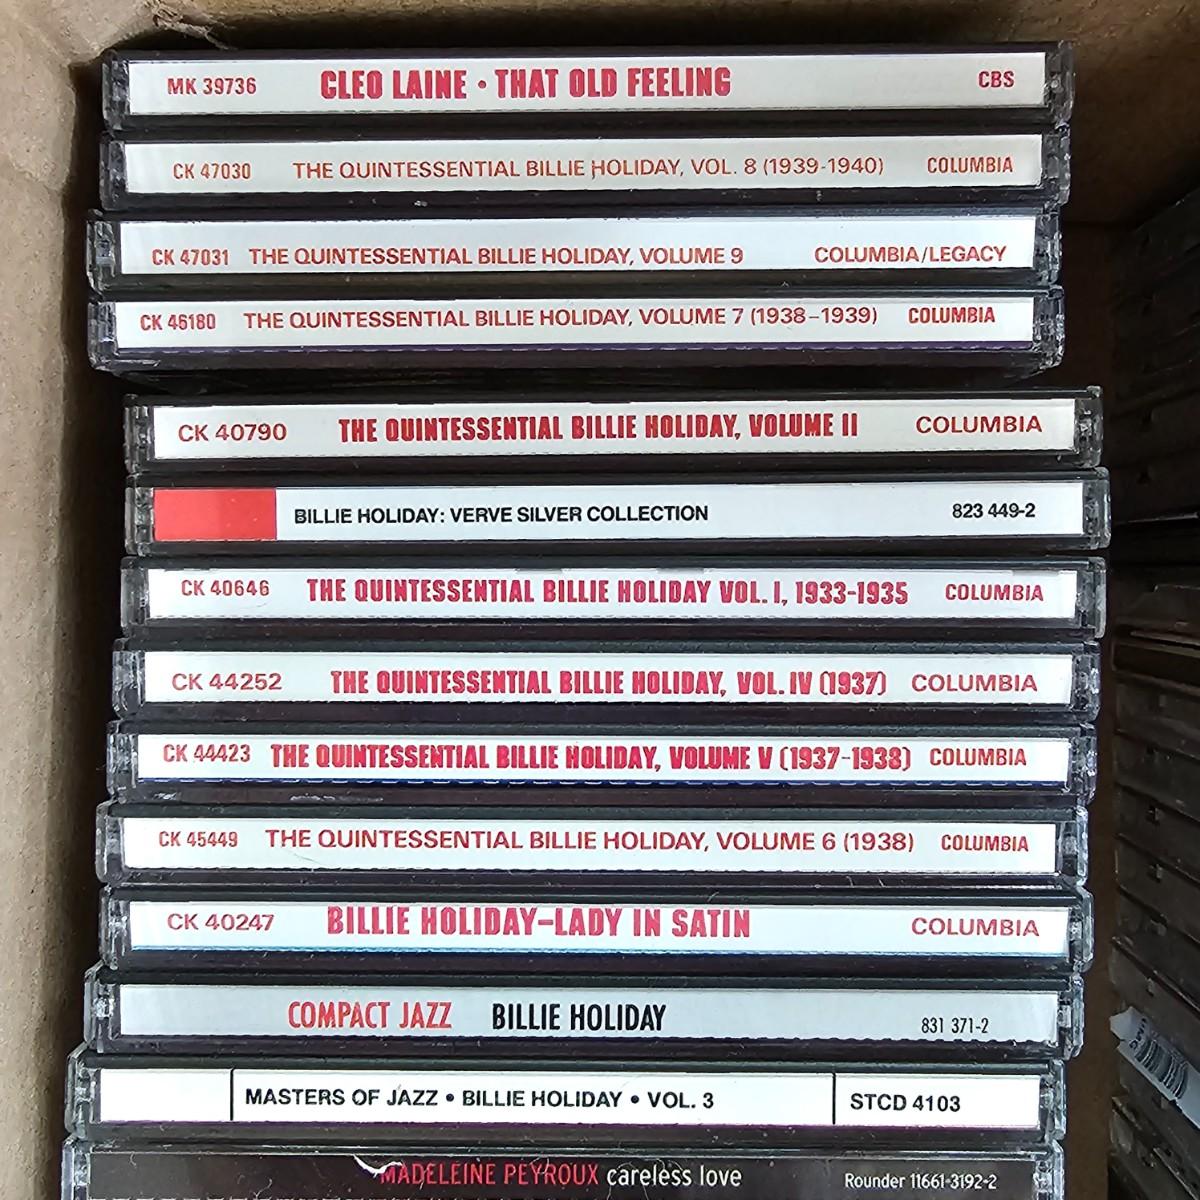 MK 39736 CLEO LAINE • THAT OLD FEELING CBS
CK 47030 THE QUINTESSENTIAL BILLIE HOLIDAY, VOL. 8 (1939-1940) COLUMBIA
CK 47031 THE QUINTESSENTIAL BILLIE HOLIDAY, VOLUME 9 COLUMBIA/LEGACY
CK 46180 THE QUINTESSENTIAL BILLIE HOLIDAY, VOLUME 7 (1938-1939) COLUMBIA
CK 40790 THE QUINTESSENTIAL BILLIE HOLIDAY, VOLUME II COLUMBIA
BILLIE HOLIDAY: VERVE SILVER COLLECTION 823 449-2
CK 40646 THE QUINTESSENTIAL BILLIE HOLIDAY VOL. I, 1933-1935 COLUMBIA
CK 44252 THE QUINTESSENTIAL BILLIE HOLIDAY, VOL. IV (1937) COLUMBIA
CK 44423 THE QUINTESSENTIAL BILLIE HOLIDAY, VOLUME V (1937-1938) COLUMBIA
CK 45449 THE QUINTESSENTIAL BILLIE HOLIDAY, VOLUME 6 (1938) COLUMBIA
CK 40247 BILLIE HOLIDAY-LADY IN SATIN COLUMBIA
COMPACT JAZZ BILLIE HOLIDAY 831 371-2
MASTERS OF JAZZ • BILLIE HOLIDAY • VOL. 3 STCD 4103
MADELEINE PEYROUX careless love Rounder 11661-3192-2